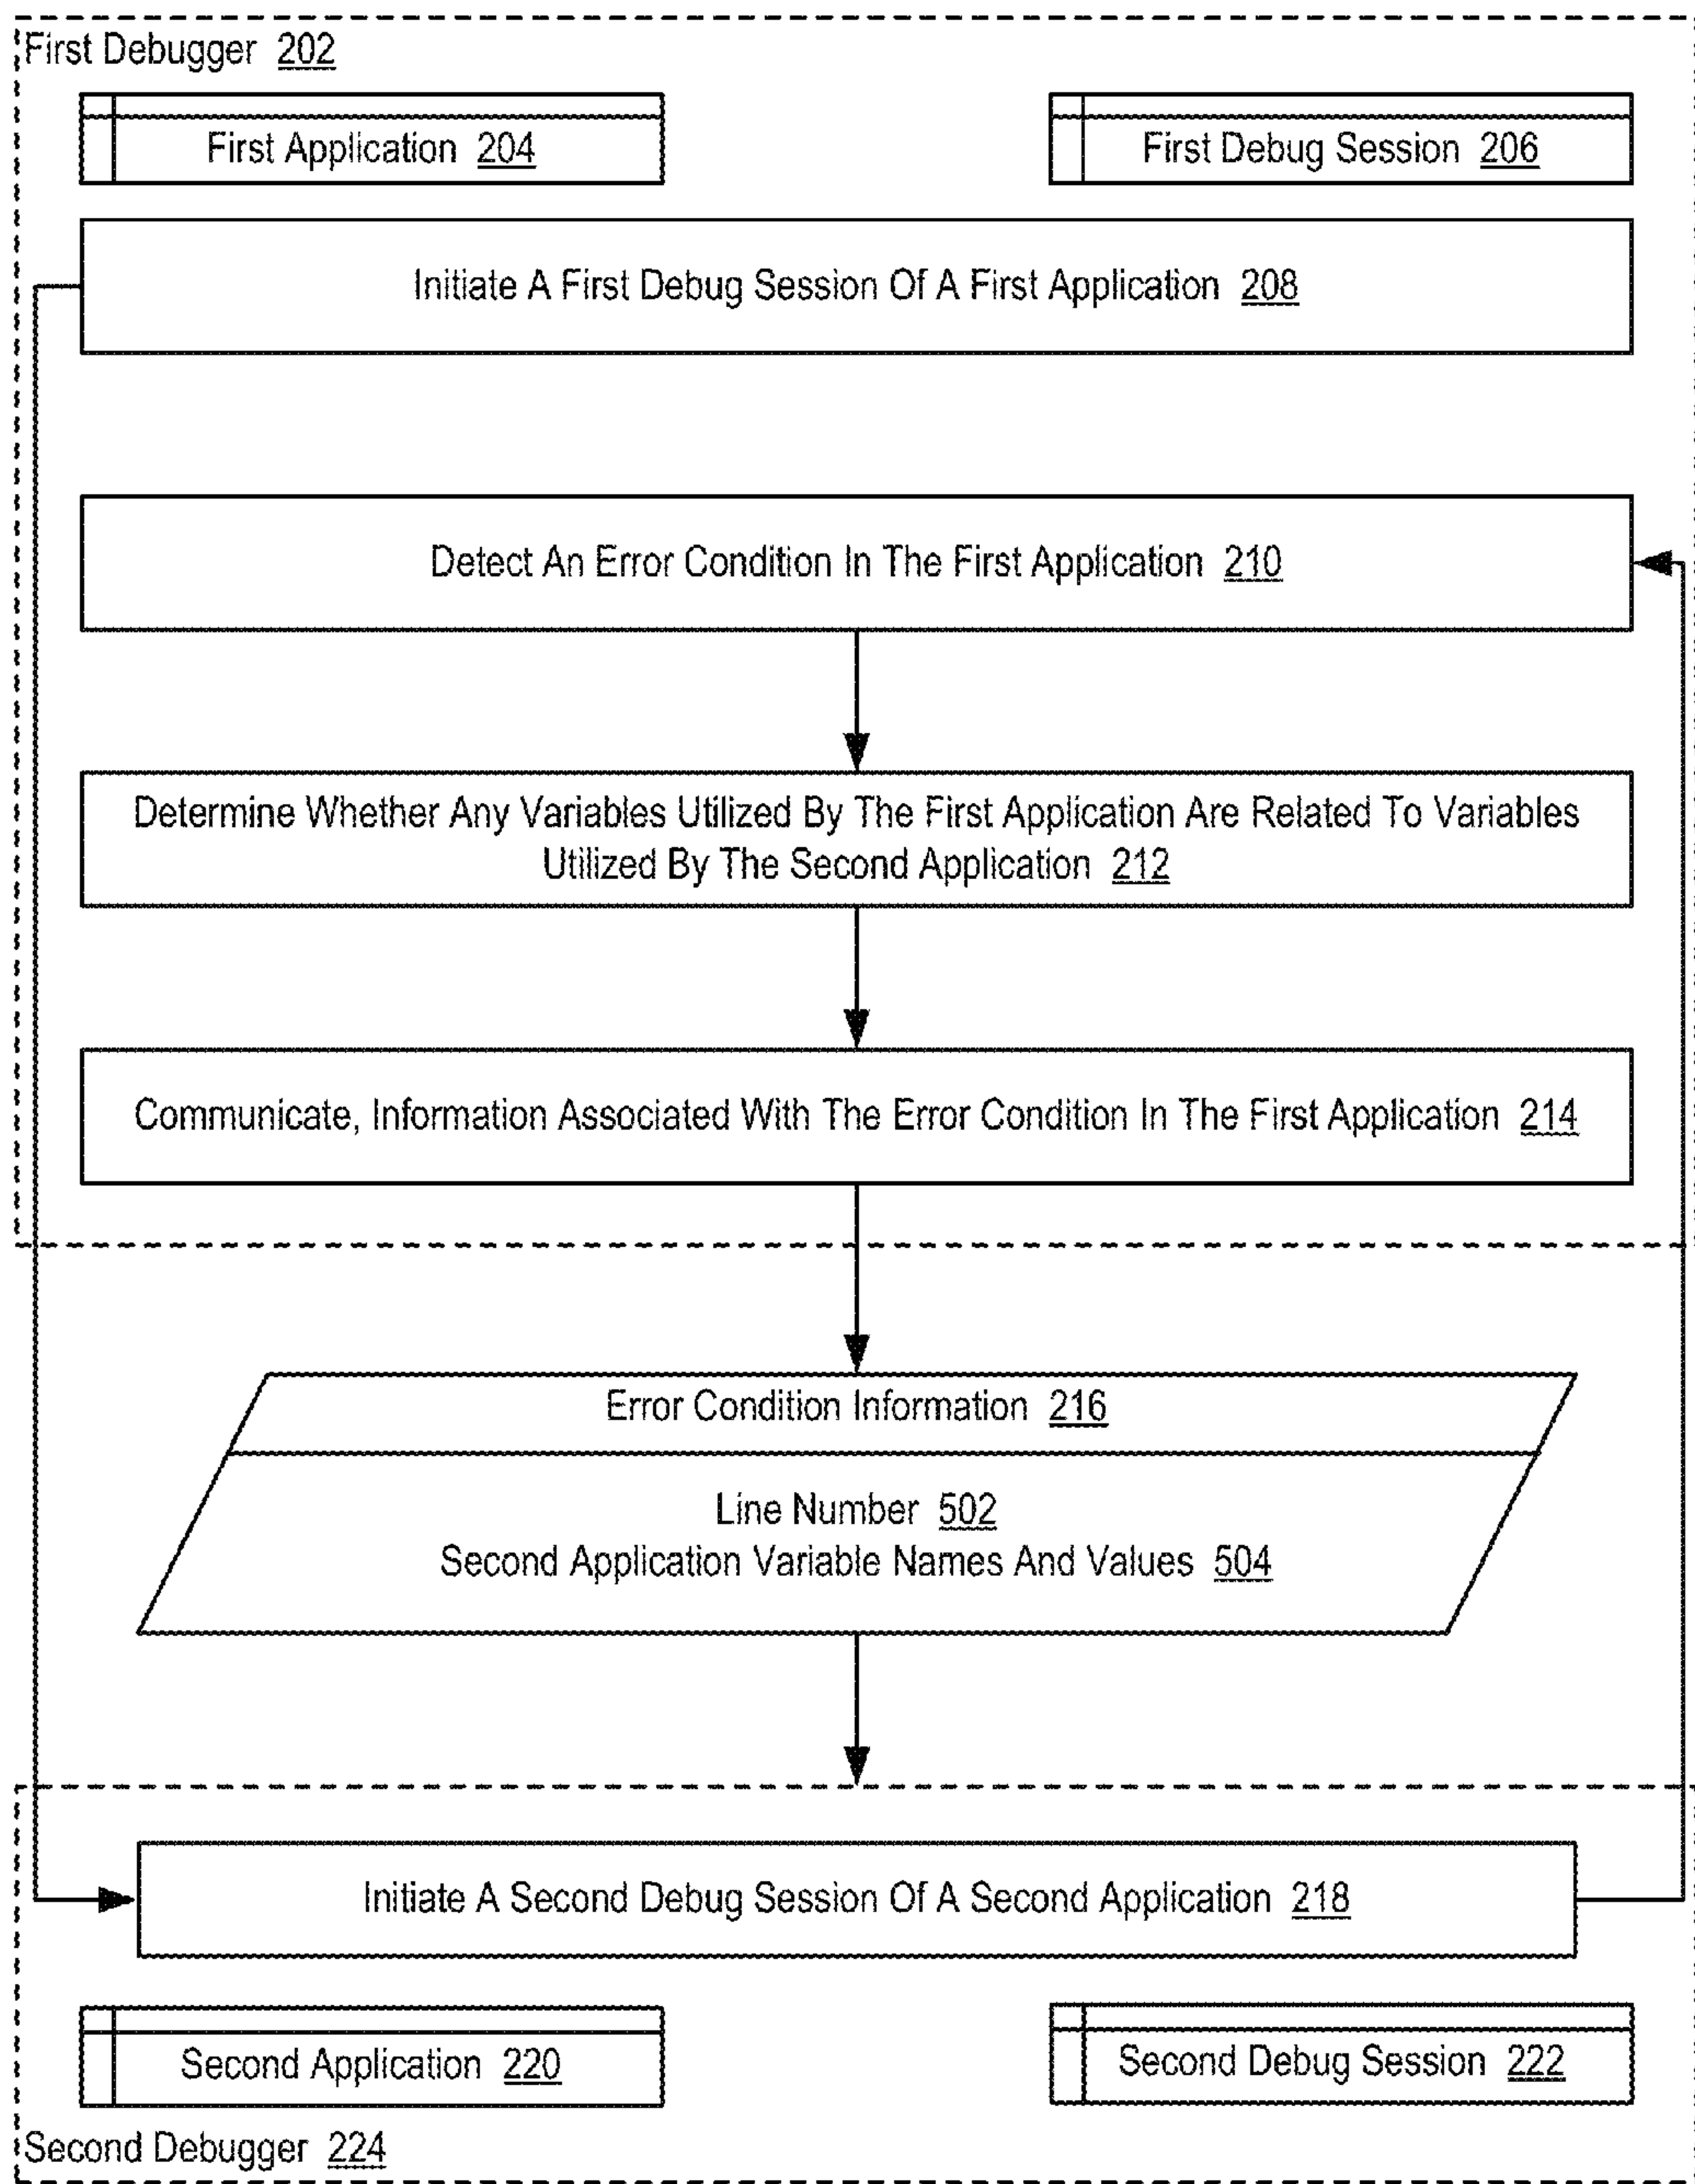 First Debugger 202
First Application 204
First Debug Session 206
Initiate A First Debug Session Of A First Application 208
Detect An Error Condition In The First Application 210
Determine Whether Any Variables Utilized By The First Application Are Related To Variables
Utilized By The Second Application 212
Communicate, Information Associated With The Error Condition In The First Application 214
Error Condition Information 216
Line Number 502
Second Application Variable Names And Values 504
Initiate A Second Debug Session Of A Second Application 218
Second Application 220
Second Debug Session 222
Second Debugger 224